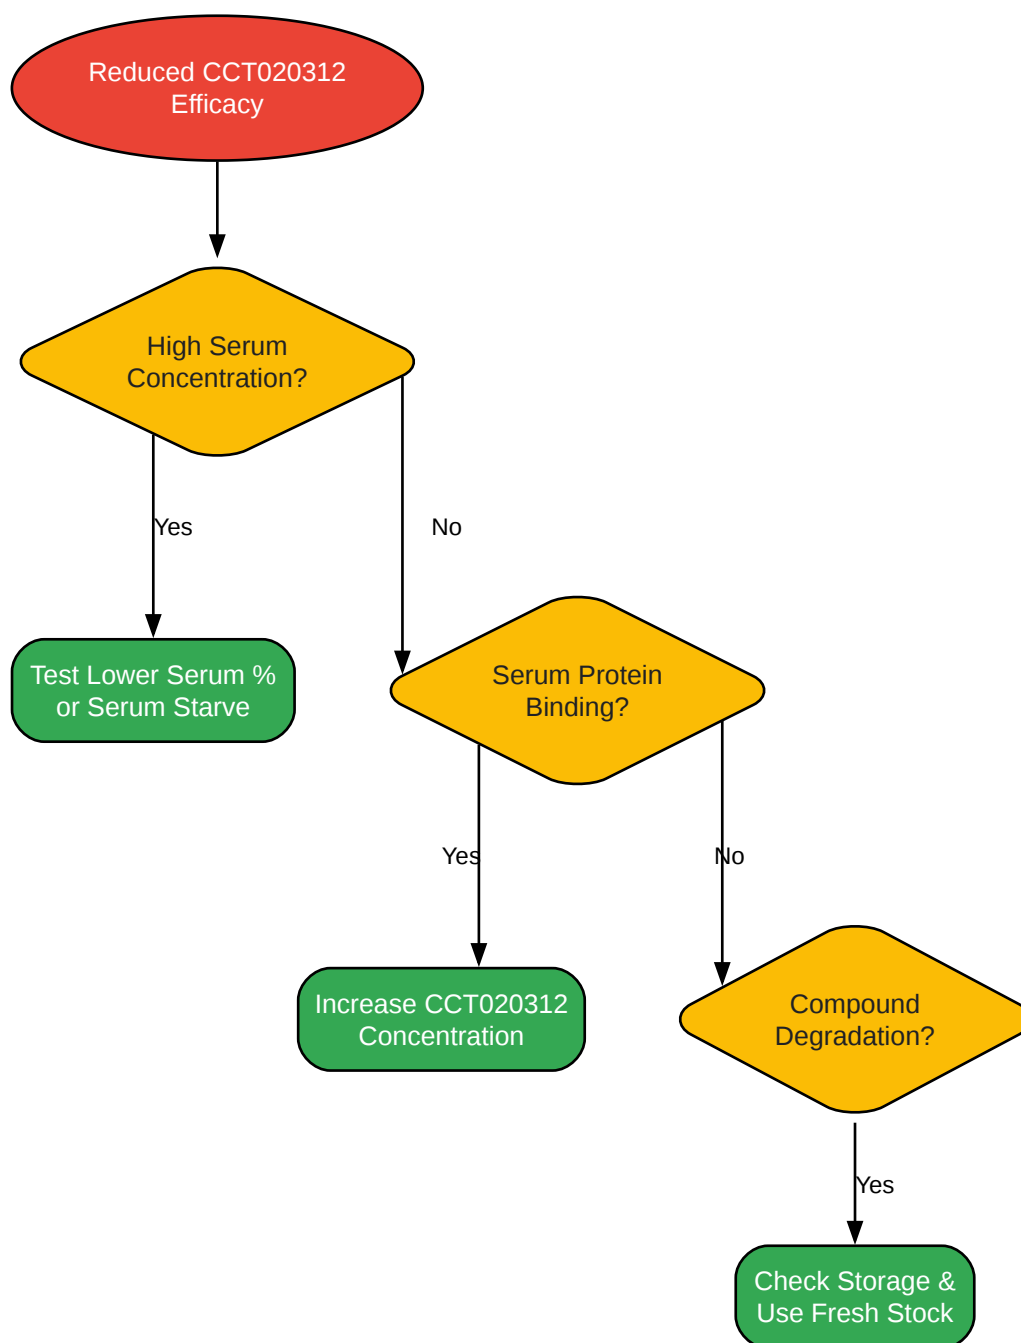 Reduced CCT020312
Efficacy
High Serum
Concentration?
Yes
No
Test Lower Serum %
or Serum Starve
Serum Protein
Binding?
Yes
No
Increase CCT020312
Concentration
Compound
Degradation?
Yes
Check Storage &
Use Fresh Stock